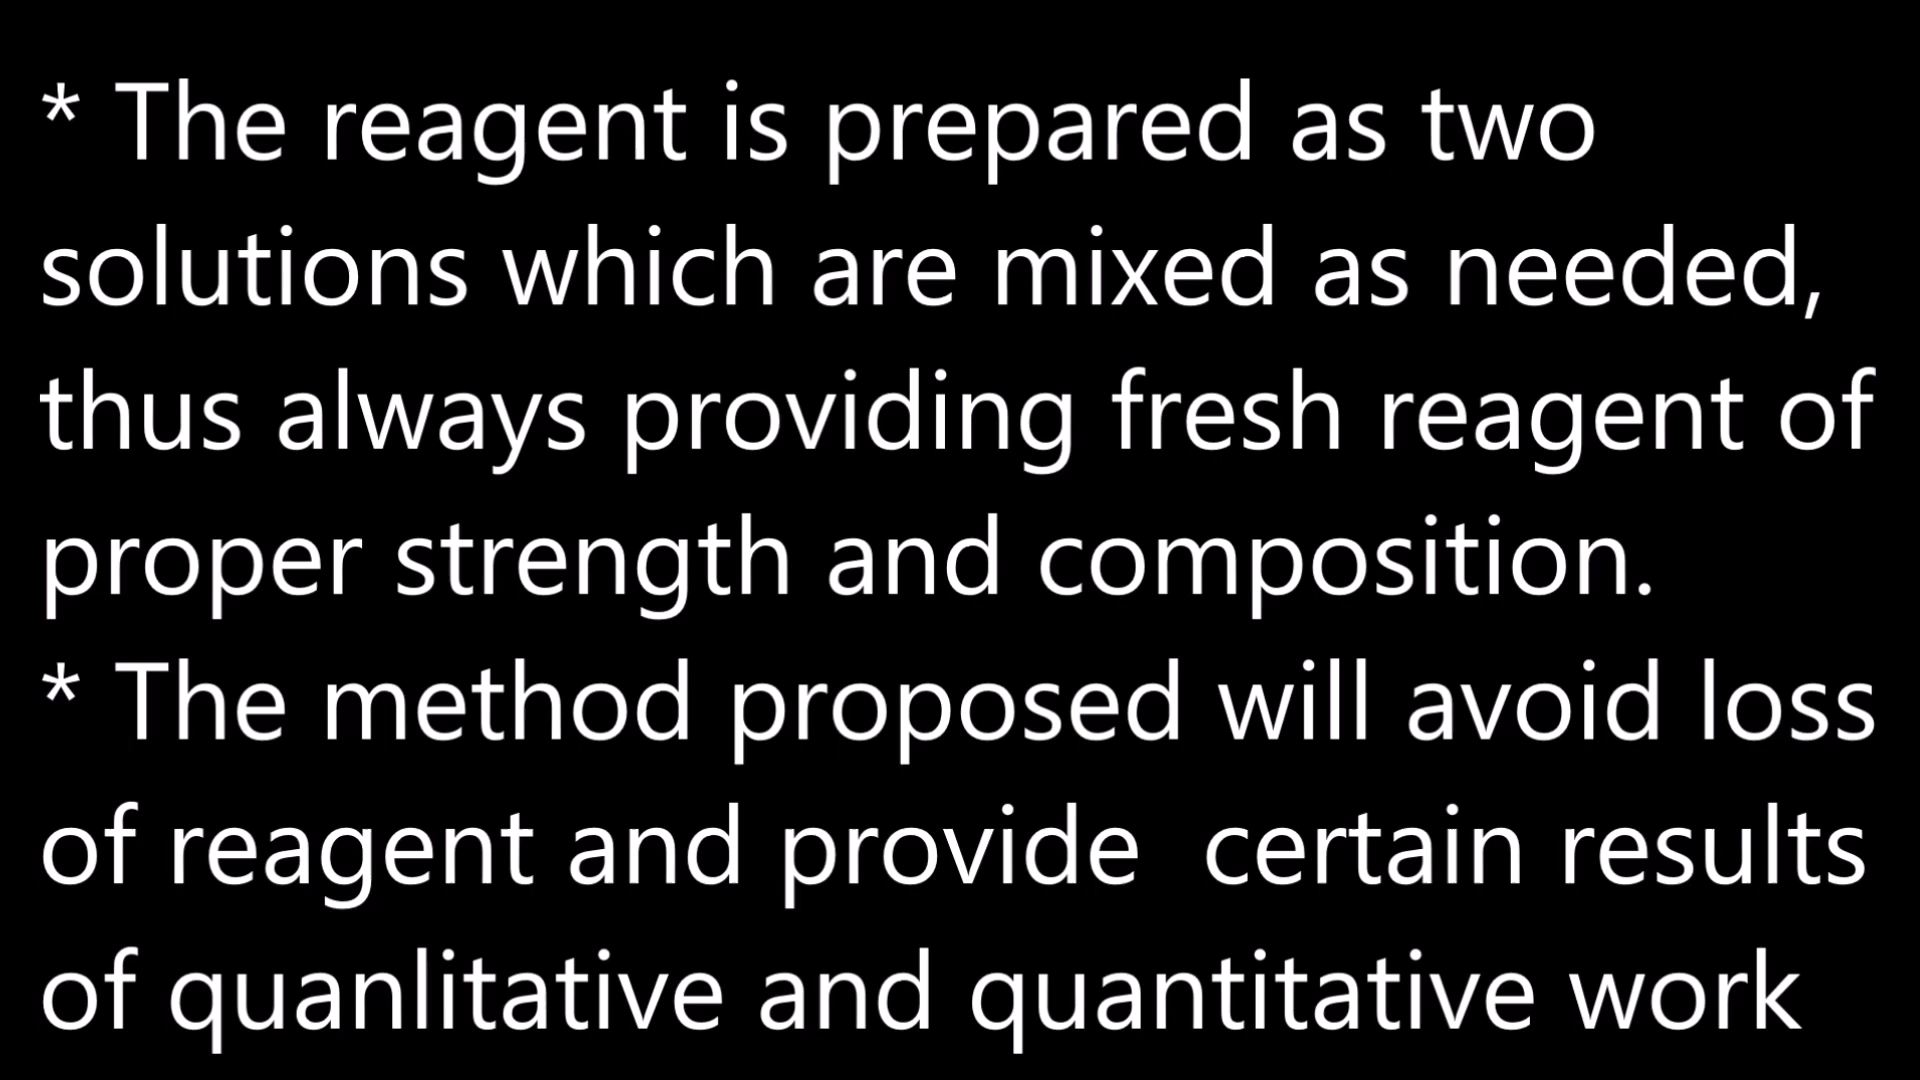 * The reagent is prepared as two
solutions which are mixed as needed,
thus always providing fresh reagent of
proper strength and composition.
* The method proposed will avoid loss
of reagent and provide  certain results
of quanlitative and quantitative work